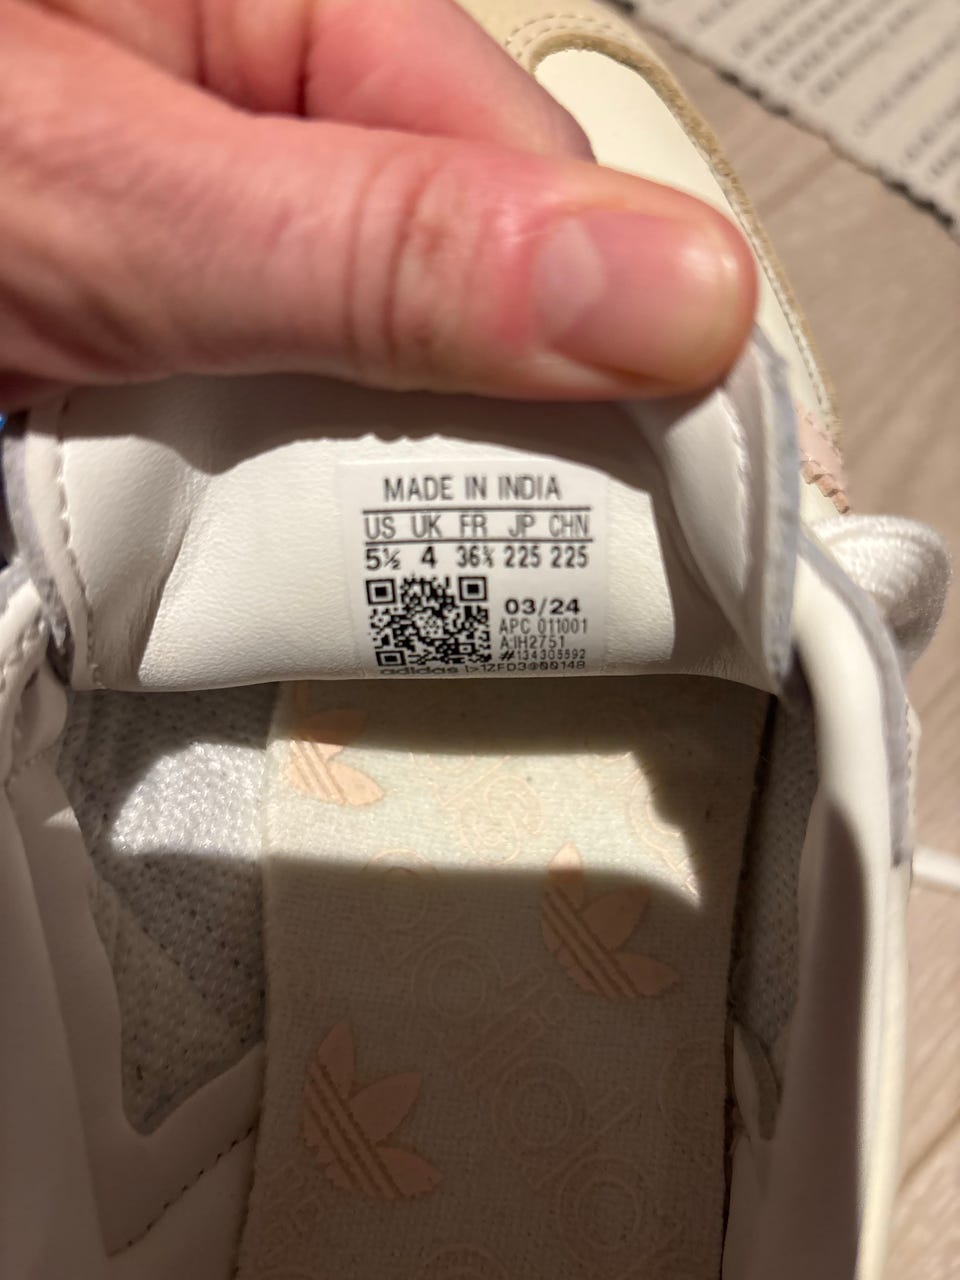 MADE IN INDIA
US UK FR JP CHN
5½ 4 36⅔ 225 225
03/24
APC 011001
A:IH2751
#134305592
adidas